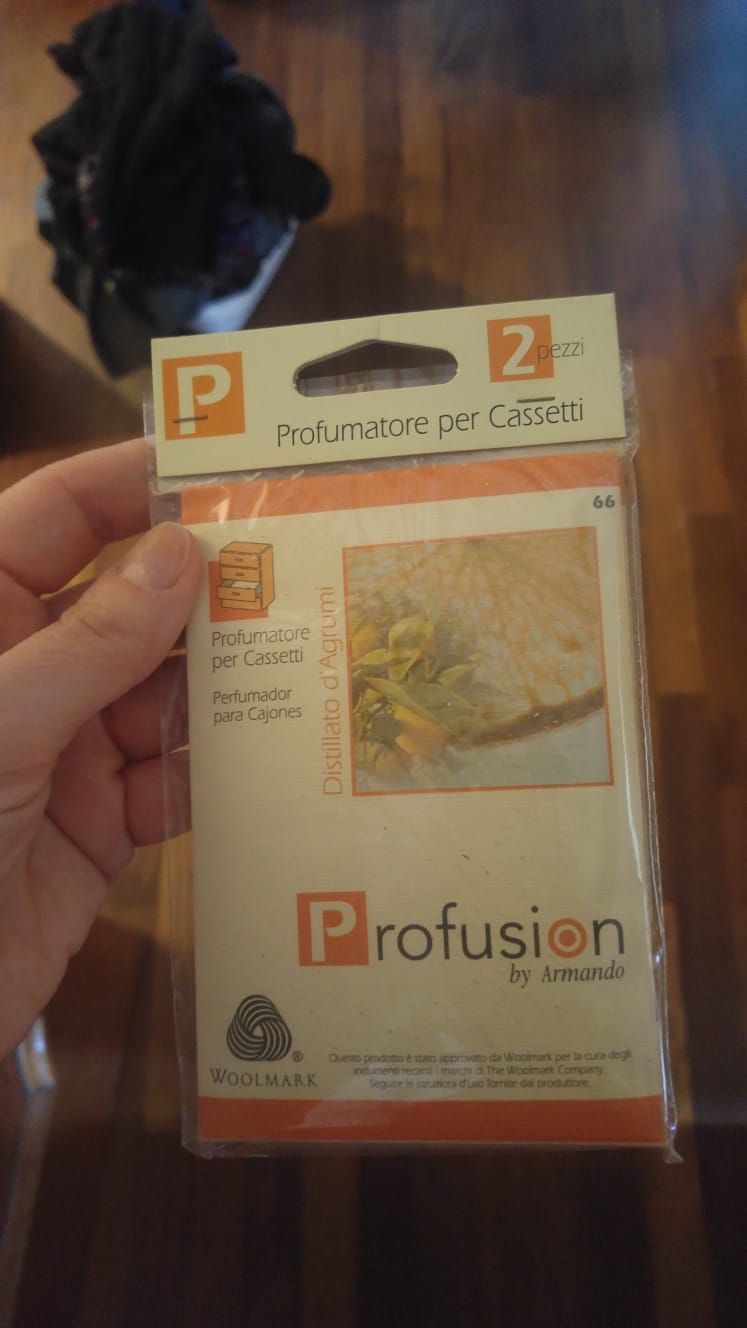 P
2 pezzi
Profumatore per Cassetti
66
Profumatore
per Cassetti
Perfumador
para Cajones
Distillato d'Agrumi
Profusion
by Armando
WOOLMARK ®
Questo prodotto è stato approvato da Woolmark per la cura degli
indumenti recanti i marchi di The Woolmark Company.
Seguire le istruzioni d'uso fornite dal produttore.